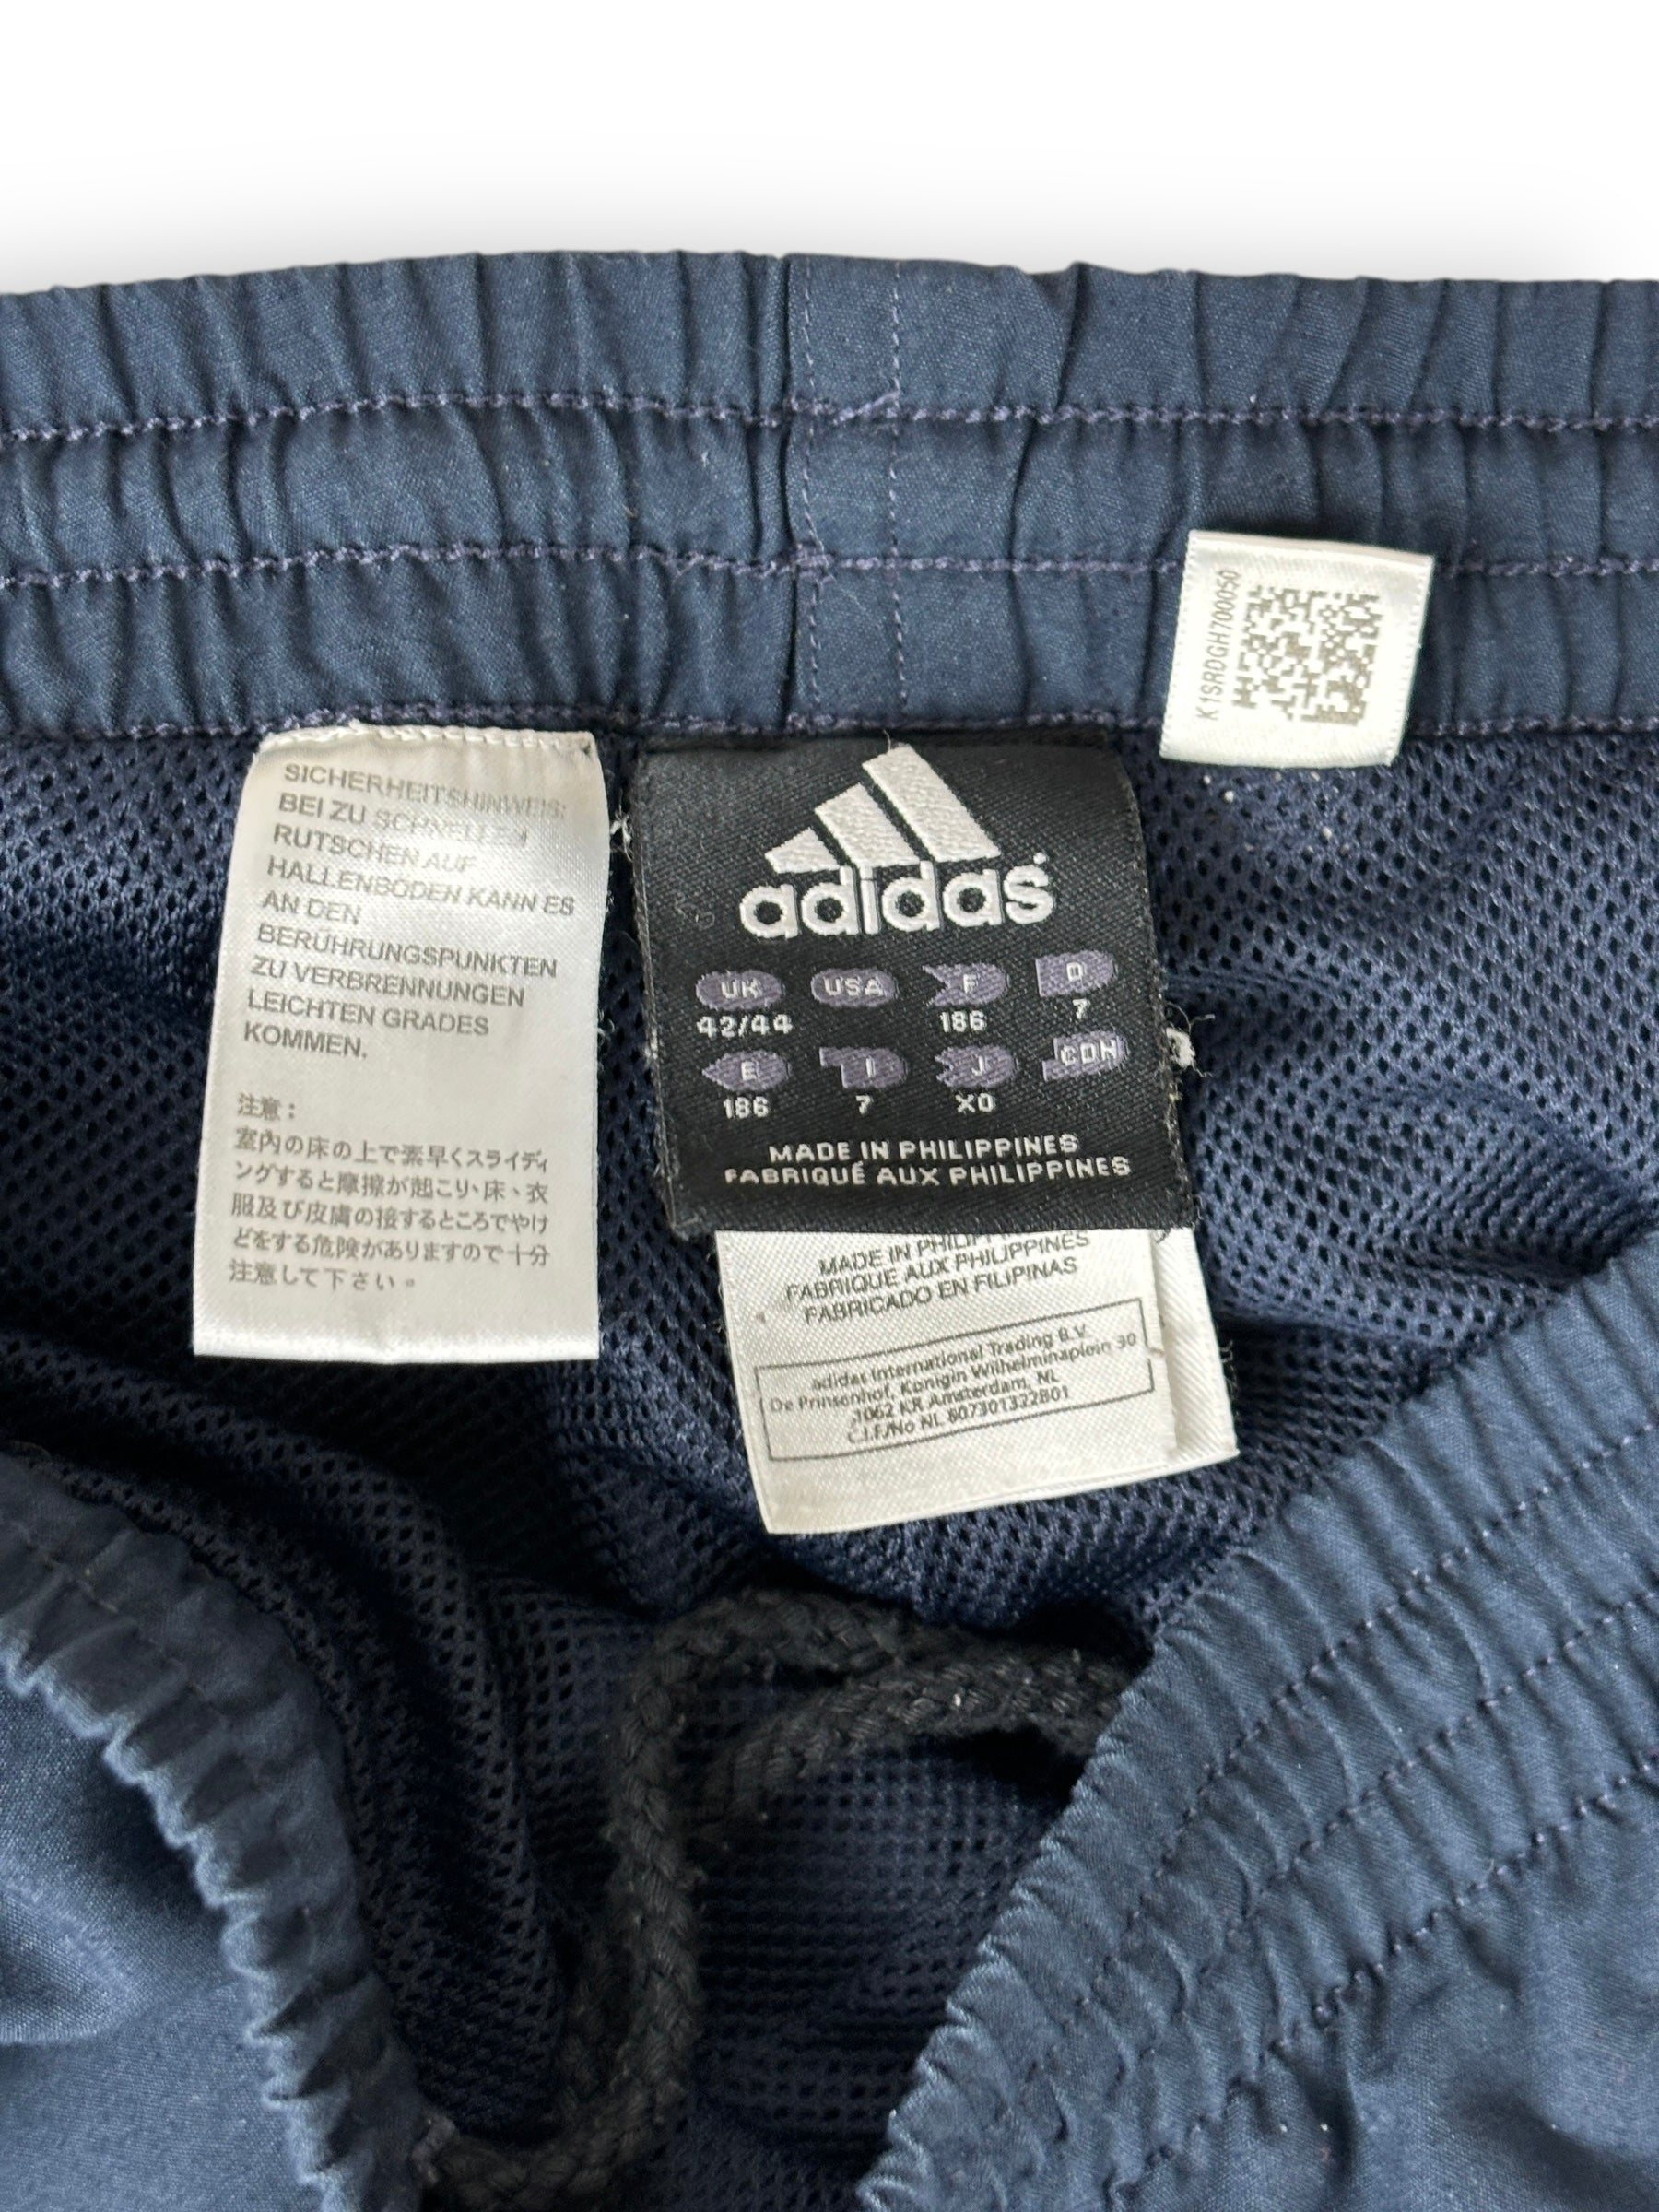 K1SRDGH700050
SICHERHEITSHINWEIS:
BEI ZU SCHNELLEM
RUTSCHEN AUF
HALLENBODEN KANN ES
AN DEN
BERÜHRUNGSPUNKTEN
ZU VERBRENNUNGEN
LEICHTEN GRADES
KOMMEN.
注意：
室内の床の上で素早くスライディ
ングすると摩擦が起こり、床、衣
服及び皮膚の接するところでやけ
どをする危険がありますので十分
注意して下さい。
adidas
UK USA F D
42/44 186 7
E I J CDN
186 7 XO
MADE IN PHILIPPINES
FABRIQUÉ AUX PHILIPPINES
MADE IN PHILIPPINES
FABRIQUE AUX PHILIPPINES
FABRICADO EN FILIPINAS
adidas International Trading B.V.
De Prinsenhof, Konigin Wilhelminaplein 30
1062 KR Amsterdam, NL
C.I.F./No NL 807301322B01